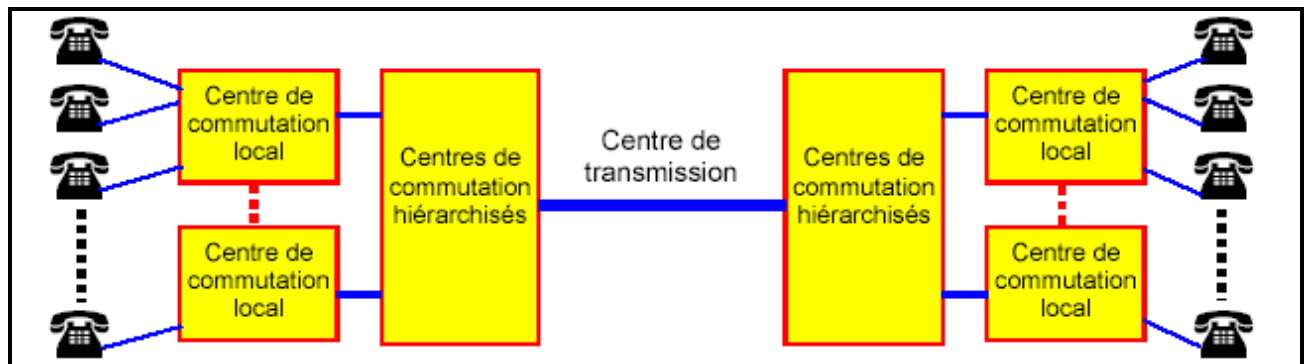 Centre de
commutation
local
Centre de
commutation
local
Centres de
commutation
hiérarchisés
Centre de
transmission
Centres de
commutation
hiérarchisés
Centre de
commutation
local
Centre de
commutation
local